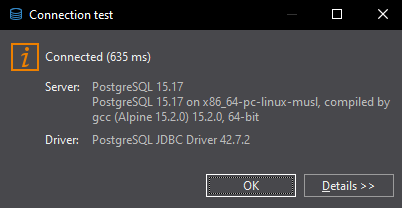 Connection test
Connected (635 ms)
Server: PostgreSQL 15.17
PostgreSQL 15.17 on x86_64-pc-linux-musl, compiled by
gcc (Alpine 15.2.0) 15.2.0, 64-bit
Driver: PostgreSQL JDBC Driver 42.7.2
OK Details >>